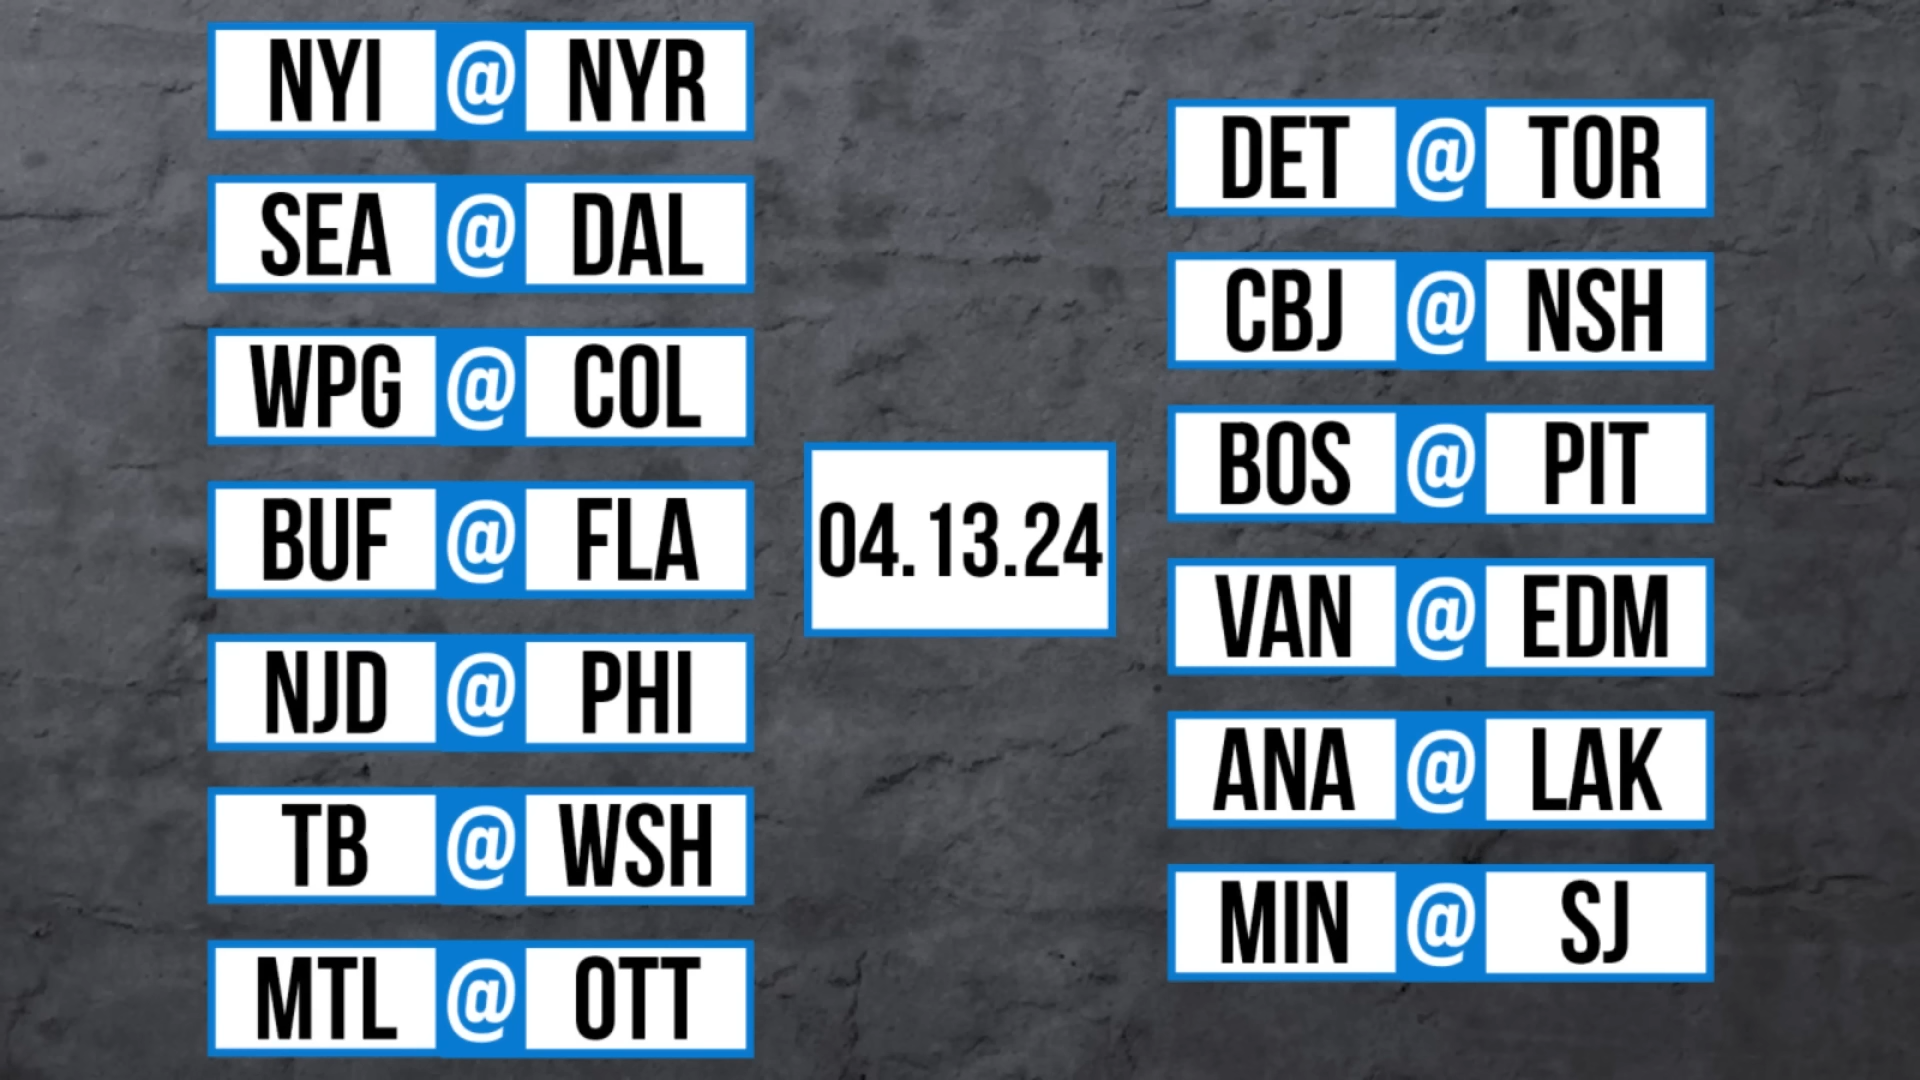 NYI @ NYR
SEA @ DAL
WPG @ COL
BUF @ FLA
NJD @ PHI
TB @ WSH
MTL @ OTT
04.13.24
DET @ TOR
CBJ @ NSH
BOS @ PIT
VAN @ EDM
ANA @ LAK
MIN @ SJ